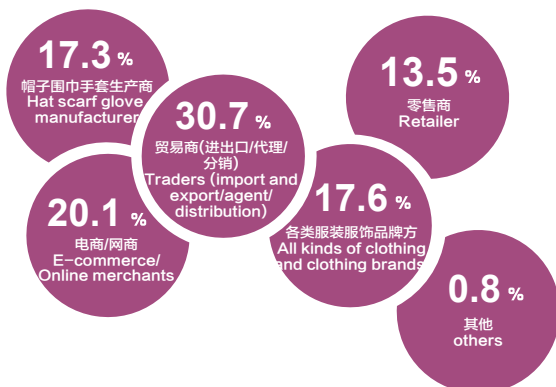 17.3 %
帽子围巾手套生产商
Hat scarf glove
manufacturer
30.7 %
贸易商(进出口/代理/
分销)
Traders (import and
export/agent/
distribution)
13.5 %
零售商
Retailer
20.1 %
电商/网商
E-commerce/
Online merchants
17.6 %
各类服装服饰品牌方
All kinds of clothing
and clothing brands
0.8 %
其他
others